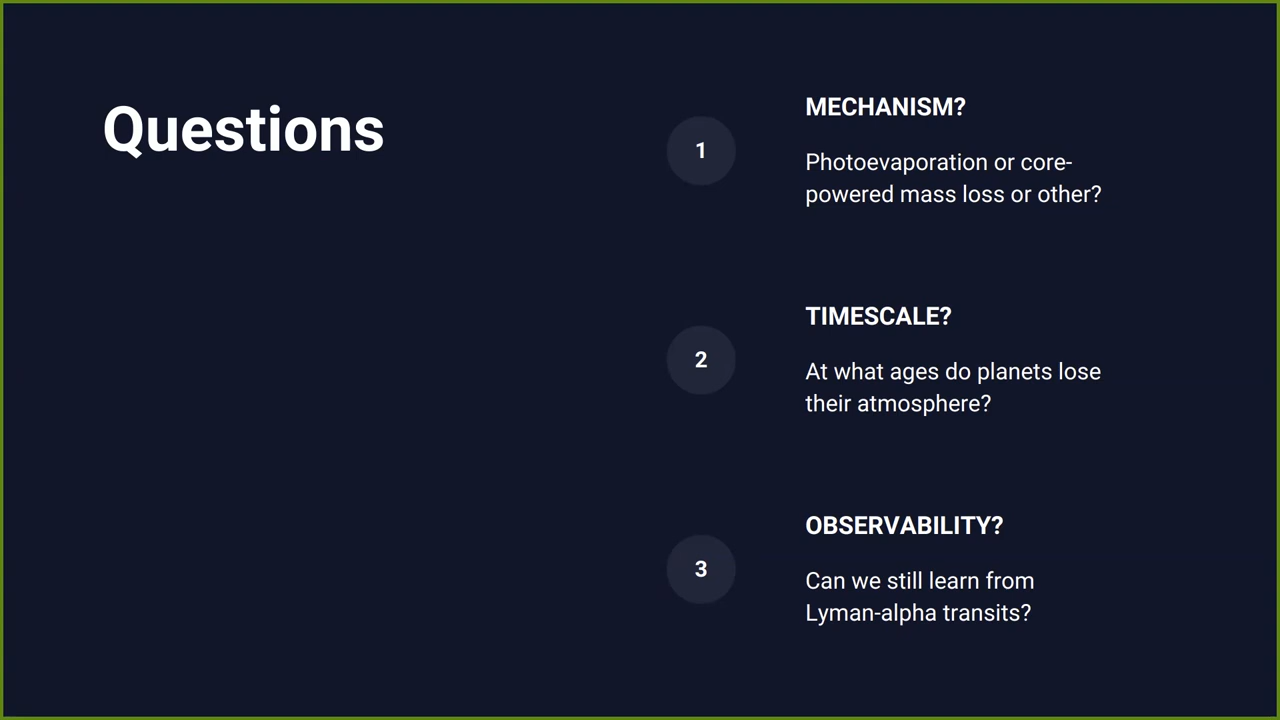 Questions
1
MECHANISM?
Photoevaporation or core-
powered mass loss or other?
2
TIMESCALE?
At what ages do planets lose
their atmosphere?
3
OBSERVABILITY?
Can we still learn from
Lyman-alpha transits?